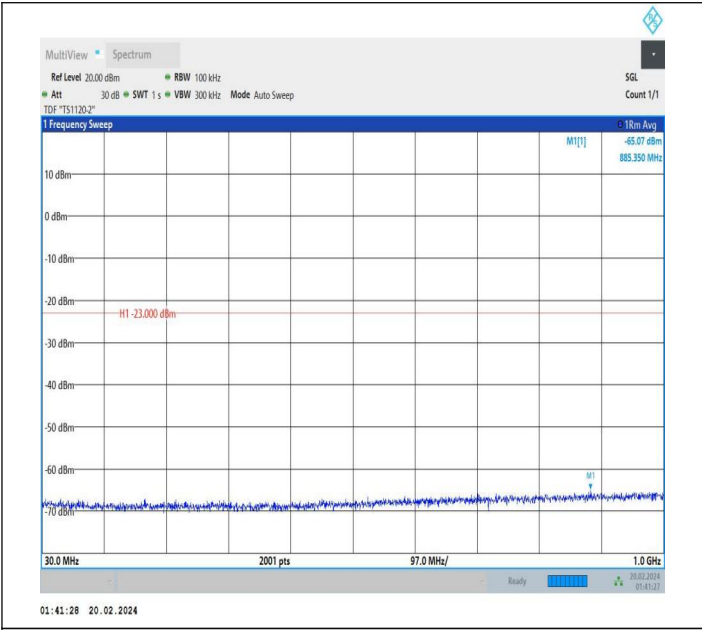 MultiView Spectrum
Ref Level 20.00 dBm RBW 100 kHz SGL
Att 30 dB SWT 1 s VBW 300 kHz Mode Auto Sweep Count 1/1
TDF "TS1120-2"
1 Frequency Sweep 1Rm Avg
M1[1] -65.07 dBm
885.350 MHz
10 dBm
0 dBm
-10 dBm
-20 dBm
H1 -23.000 dBm
-30 dBm
-40 dBm
-50 dBm
-60 dBm
M1
-70 dBm
30.0 MHz 2001 pts 97.0 MHz/ 1.0 GHz
Ready 20.02.2024
01:41:27
01:41:28 20.02.2024